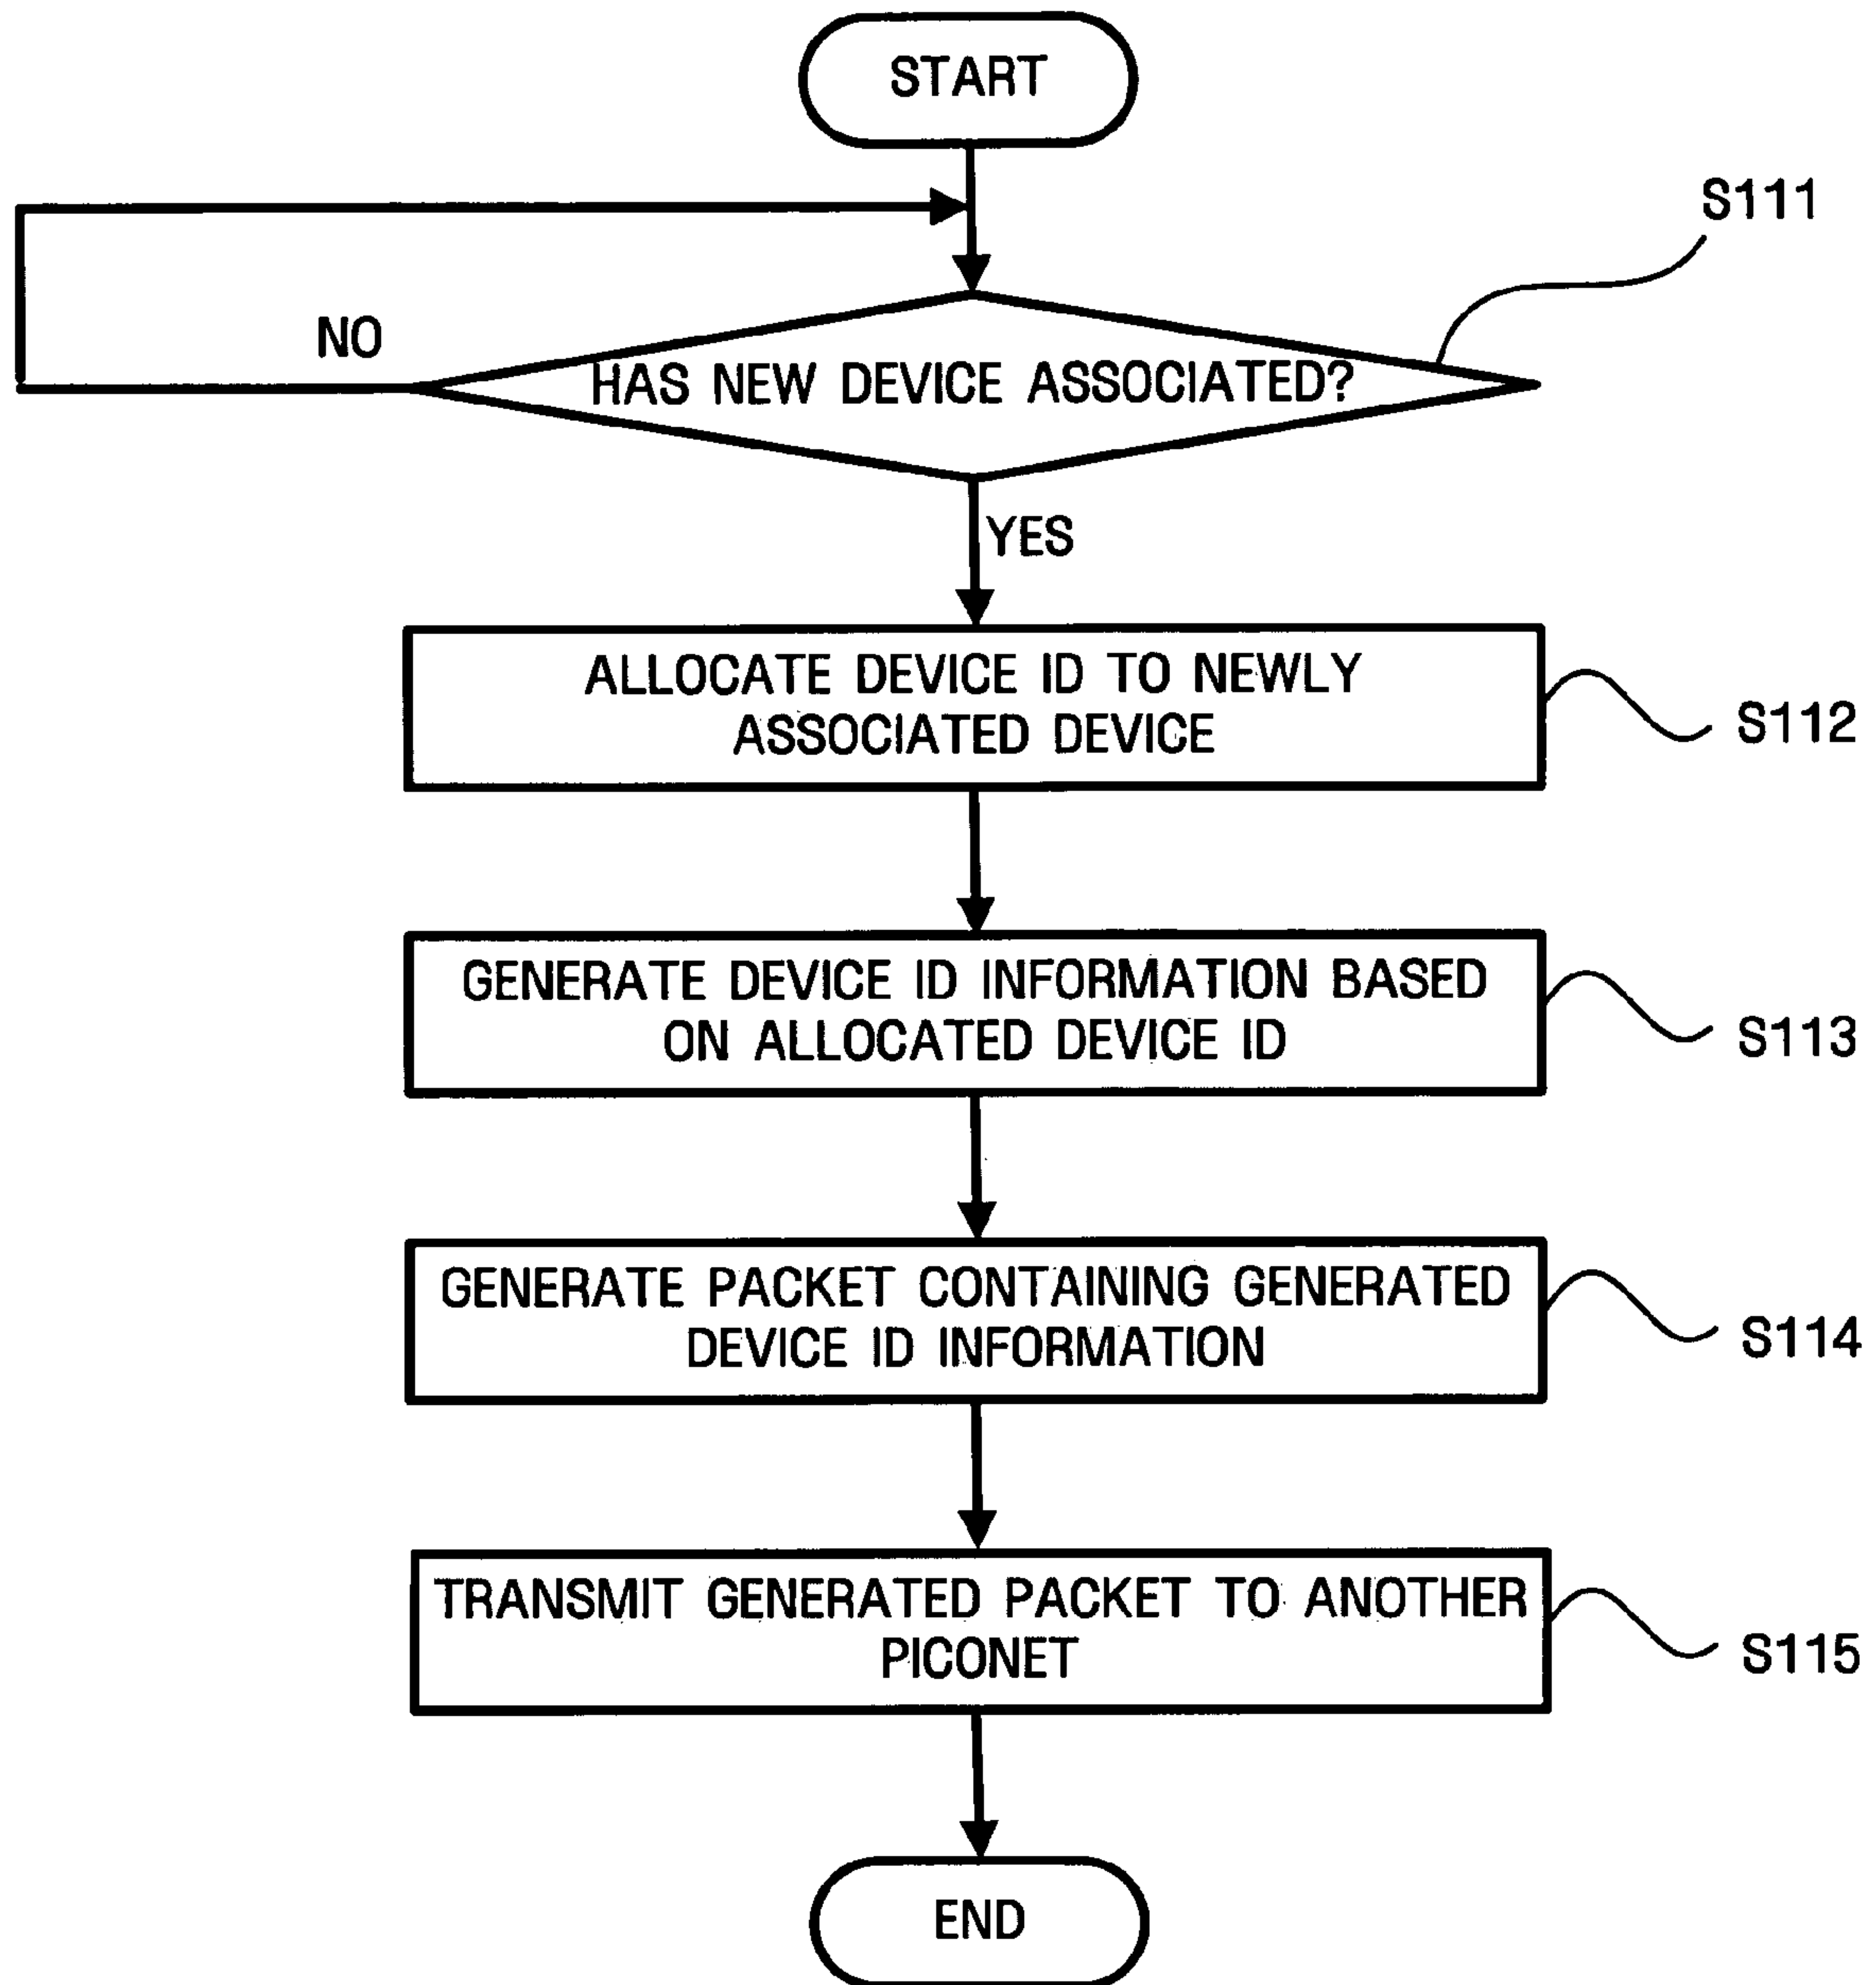 START
S111
NO
HAS NEW DEVICE ASSOCIATED?
YES
ALLOCATE DEVICE ID TO NEWLY
ASSOCIATED DEVICE
S112
GENERATE DEVICE ID INFORMATION BASED
ON ALLOCATED DEVICE ID
S113
GENERATE PACKET CONTAINING GENERATED
DEVICE ID INFORMATION
S114
TRANSMIT GENERATED PACKET TO ANOTHER
PICONET
S115
END